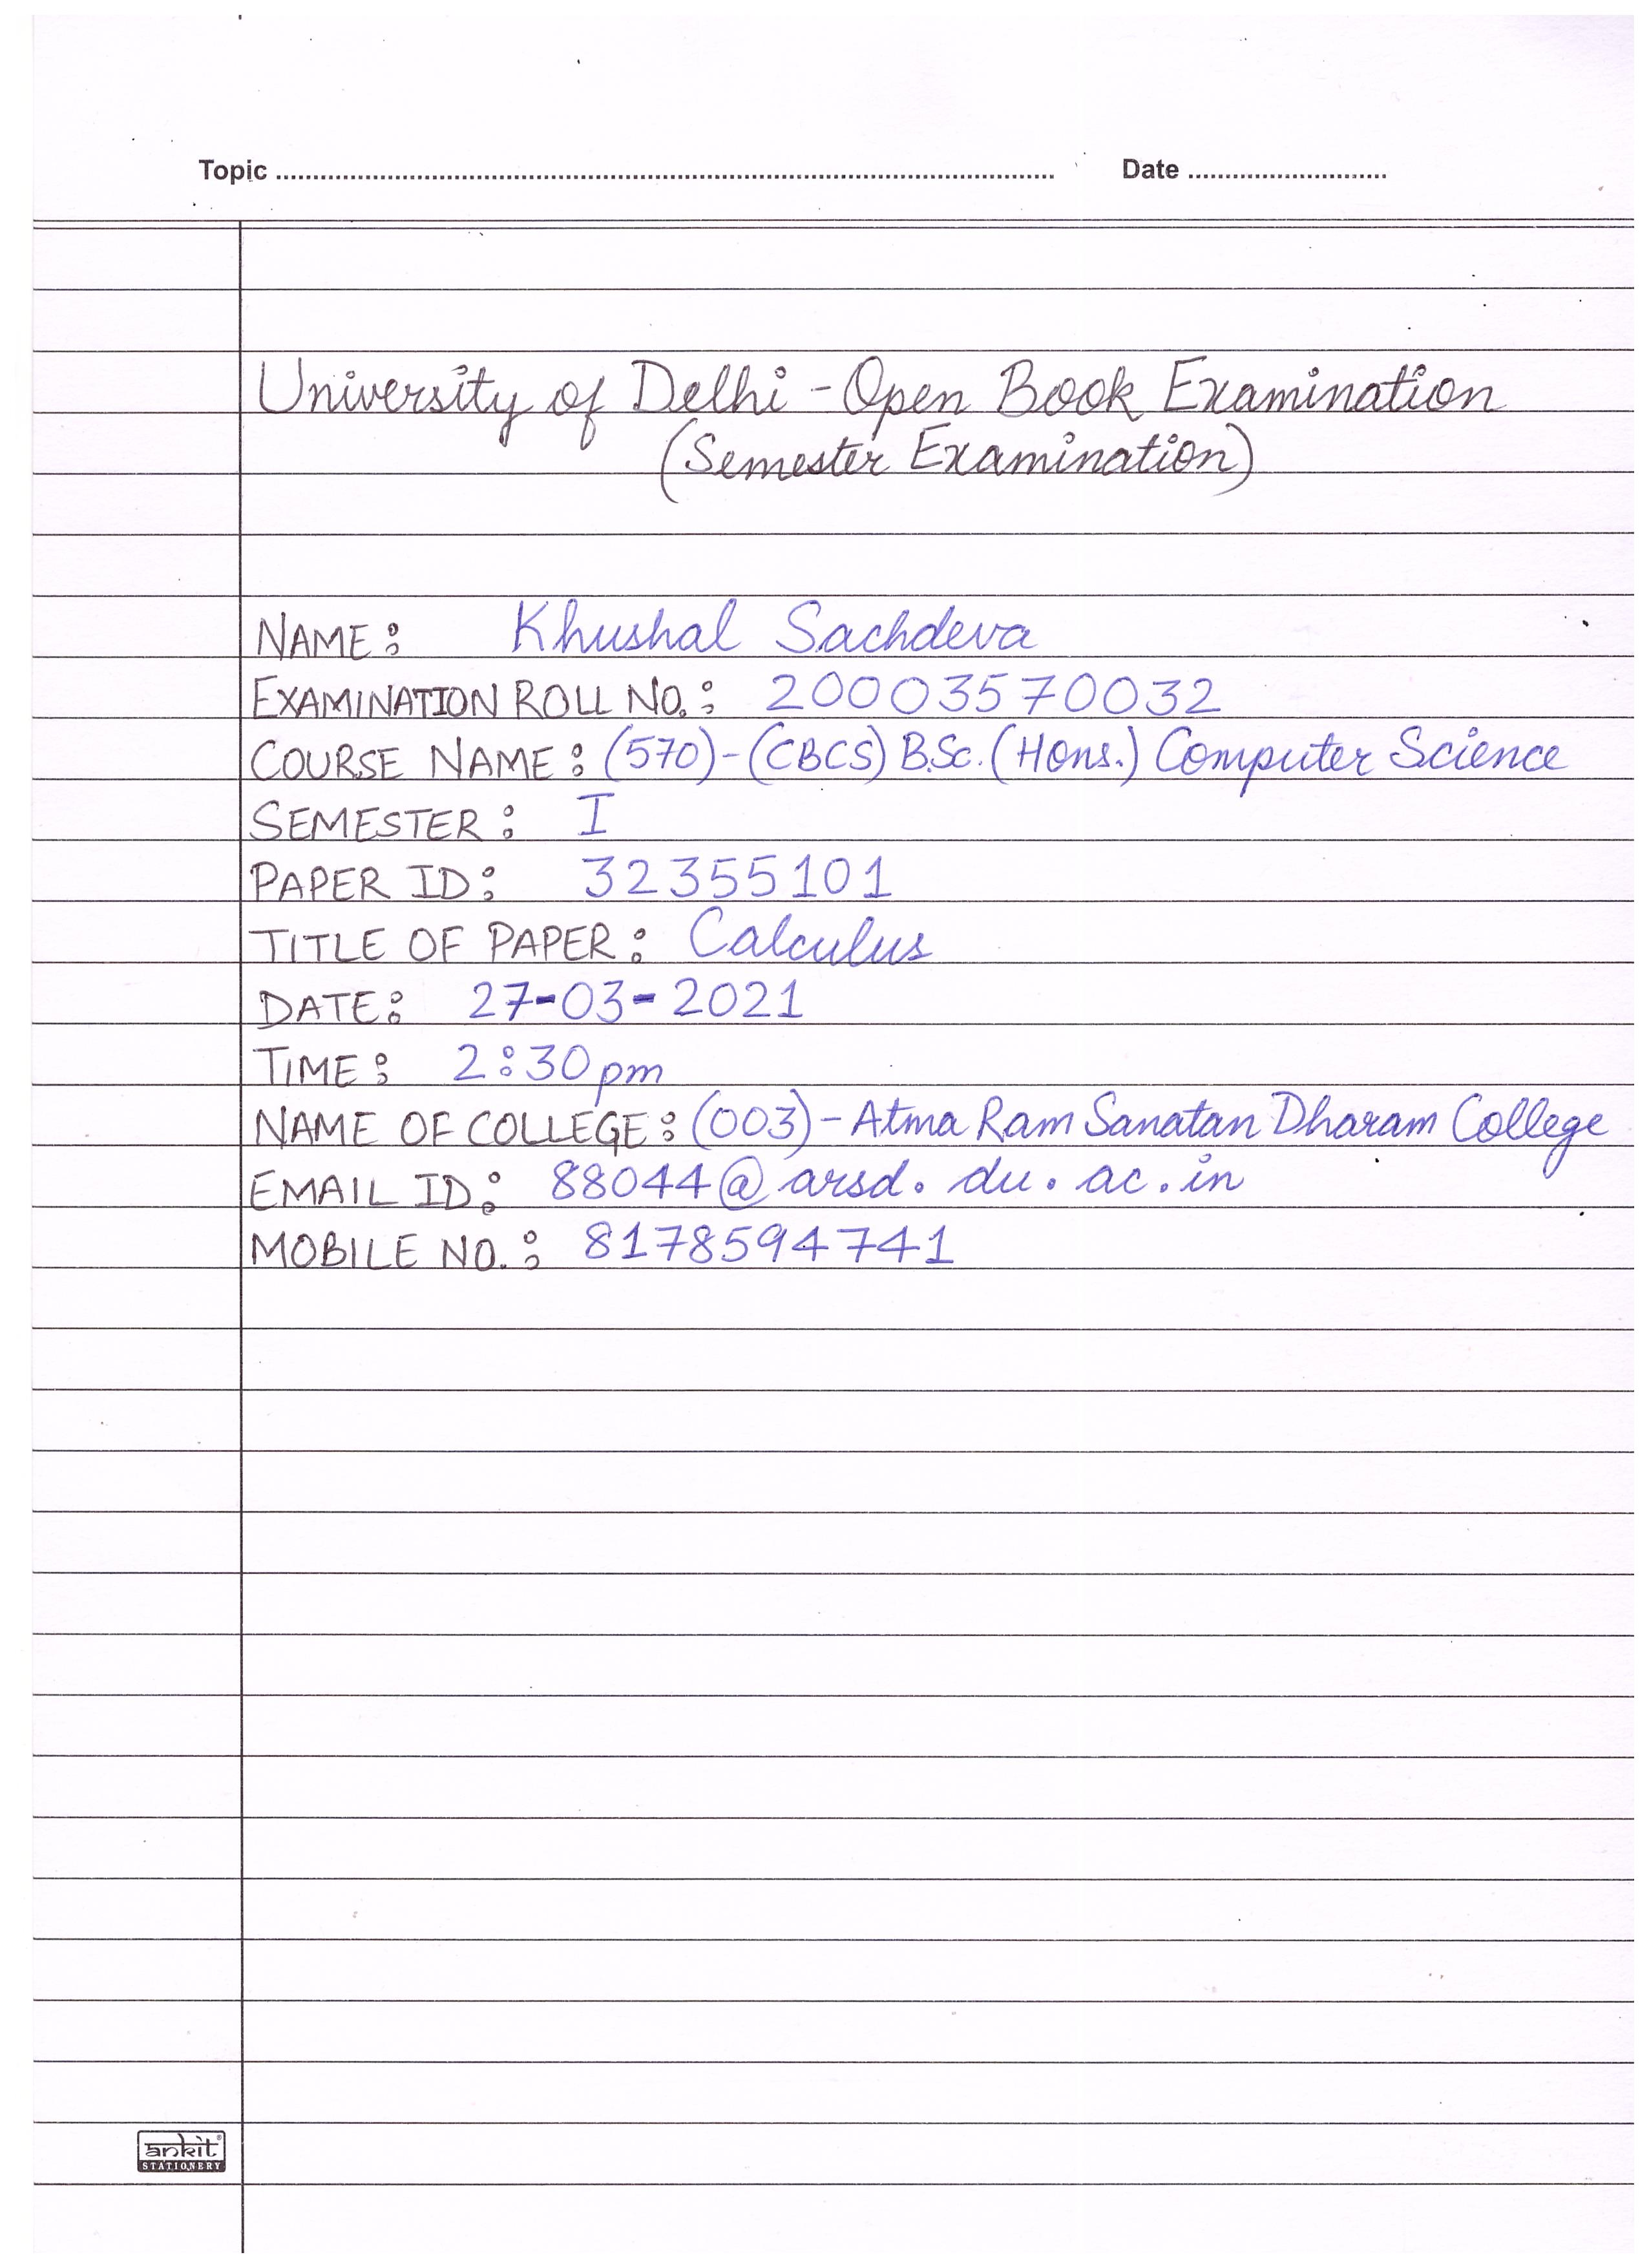 Topic ........................................................................................................ Date ...........................
University of Delhi - Open Book Examination
(Semester Examination)
NAME: Khushal Sachdeva
EXAMINATION ROLL NO.: 20003570032
COURSE NAME: (570)-(CBCS) B.Sc. (Hons.) Computer Science
SEMESTER: I
PAPER ID: 32355101
TITLE OF PAPER: Calculus
DATE: 27-03-2021
TIME: 2:30pm
NAME OF COLLEGE: (003)-Atma Ram Sanatan Dharam College
EMAIL ID: 88044@arsd.du.ac.in
MOBILE NO.: 8178594741
ankit
STATIONERY